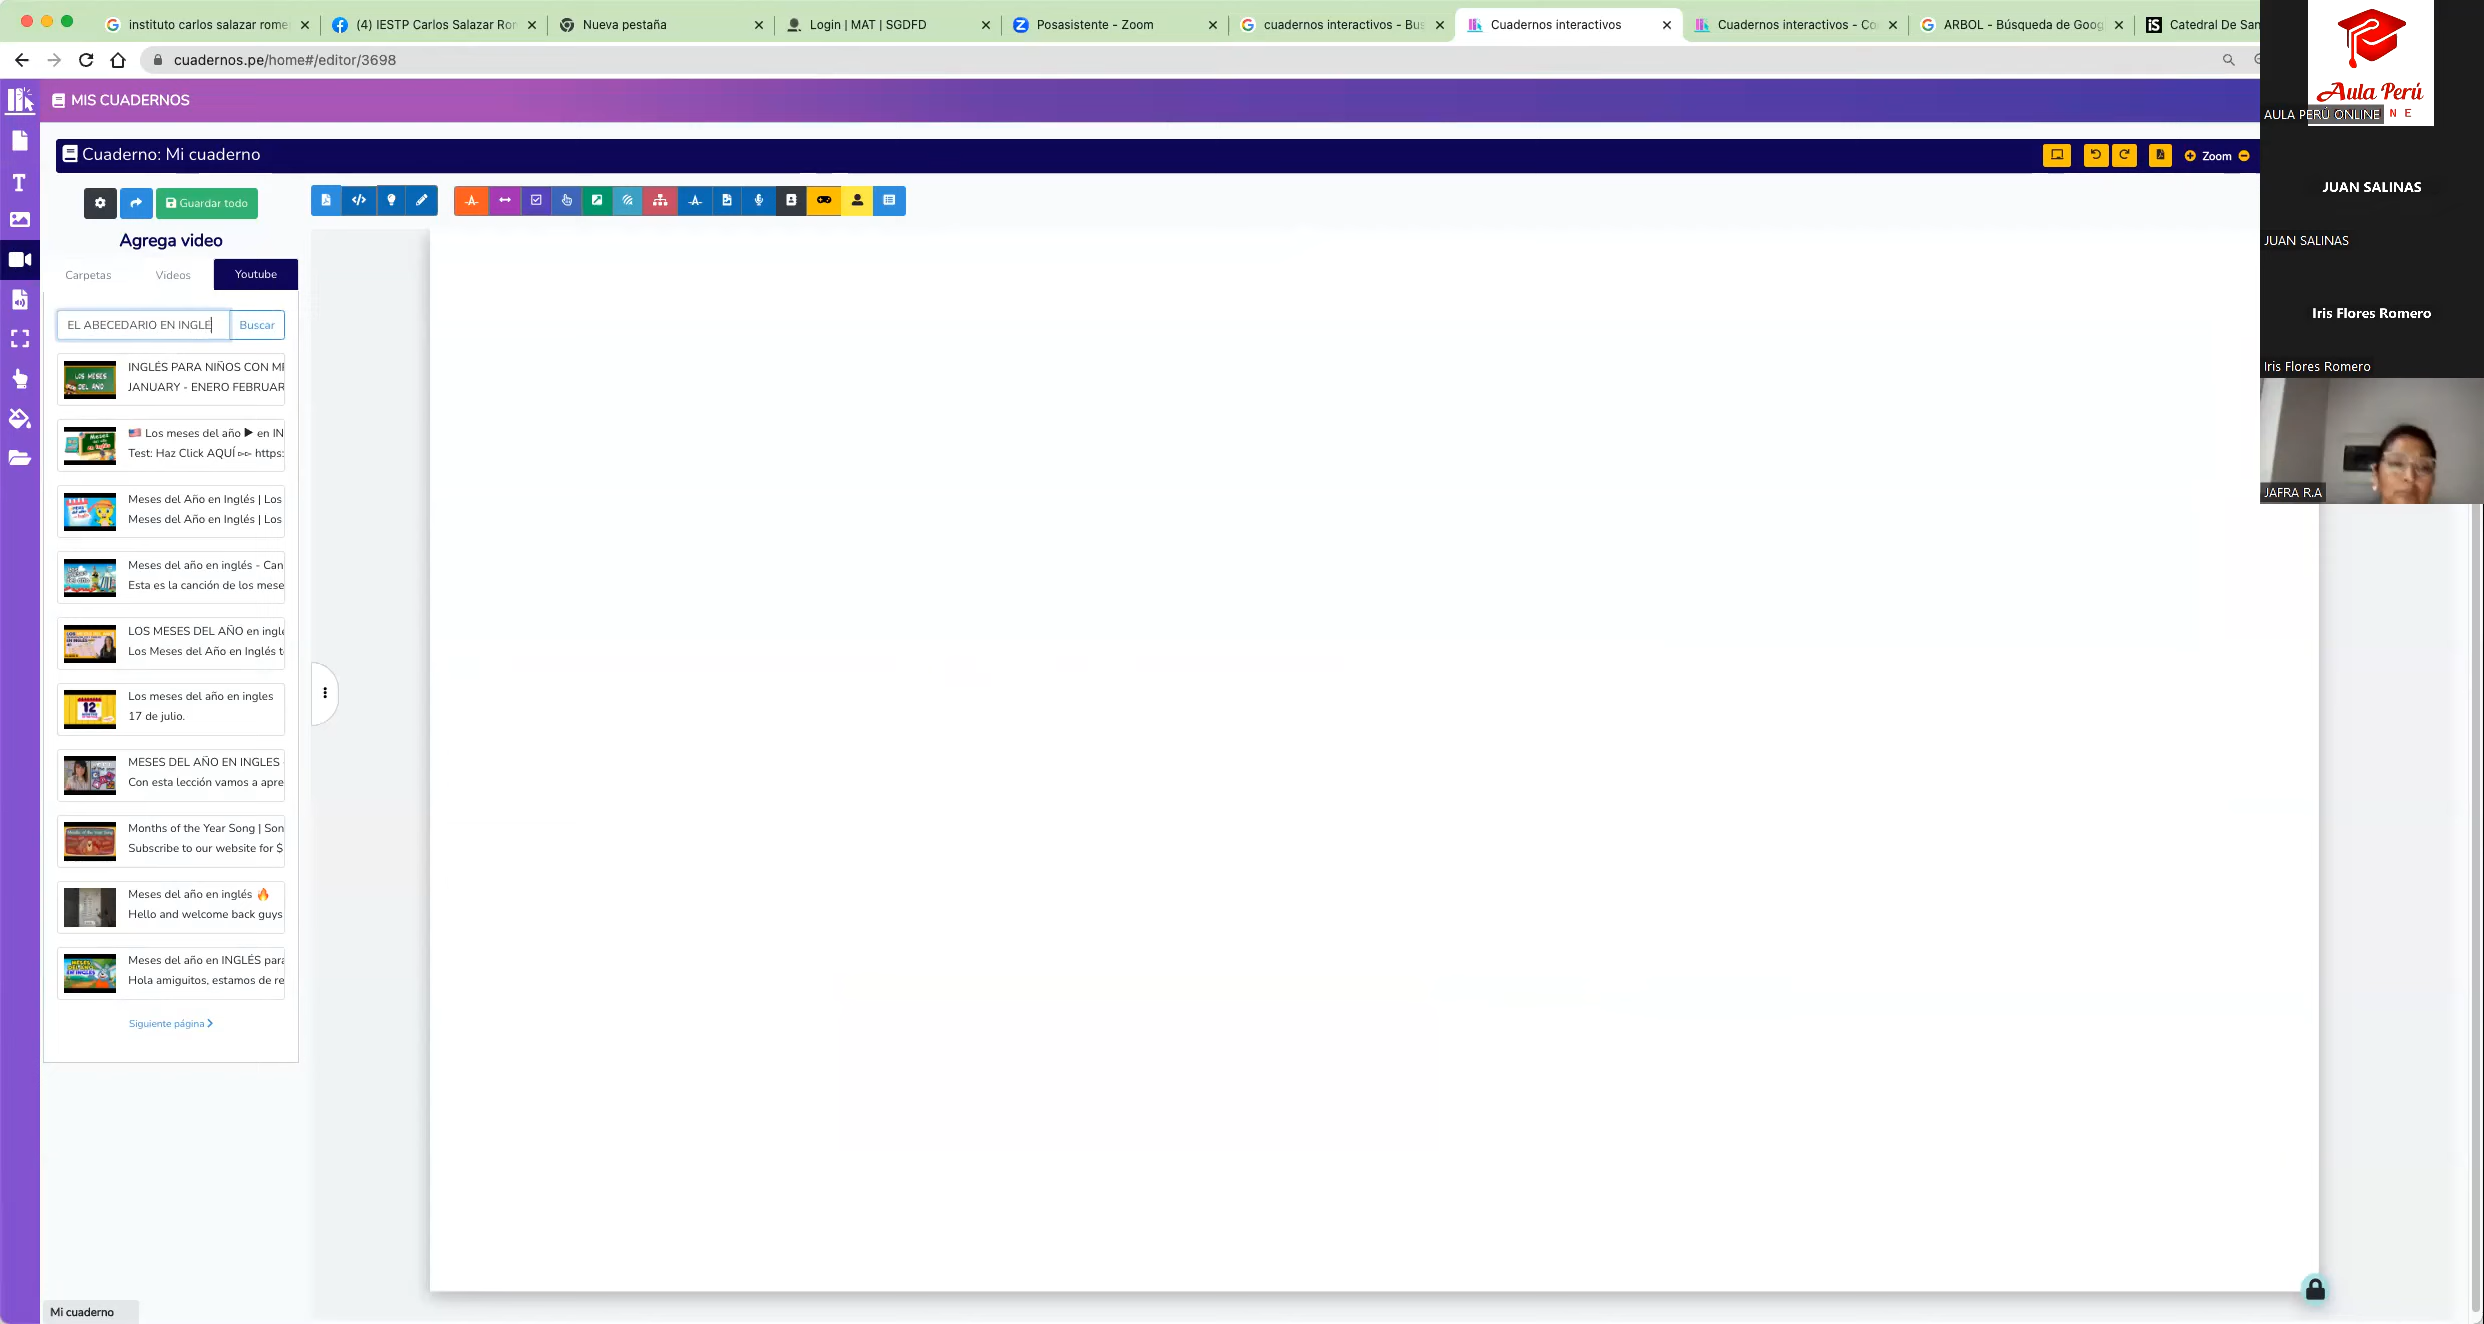 instituto carlos salazar rome
(4) IESTP Carlos Salazar Ror
Nueva pestaña
Login | MAT | SGDFD
Posasistente - Zoom
cuadernos interactivos - Bus
Cuadernos interactivos
Cuadernos interactivos - Co
ARBOL - Búsqueda de Goog
Catedral De San
cuadernos.pe/home#/editor/3698
MIS CUADERNOS
Cuaderno: Mi cuaderno
Zoom
Guardar todo
Agrega video
Carpetas
Videos
Youtube
EL ABECEDARIO EN INGLE
Buscar
INGLÉS PARA NIÑOS CON MR
JANUARY - ENERO FEBRUAR
Los meses del año ▶ en IN
Test: Haz Click AQUÍ ▻▻ https:
Meses del Año en Inglés | Los
Meses del Año en Inglés | Los
Meses del año en inglés - Can
Esta es la canción de los mese
LOS MESES DEL AÑO en inglé
Los Meses del Año en Inglés t
Los meses del año en ingles
17 de julio.
MESES DEL AÑO EN INGLES
Con esta lección vamos a apre
Months of the Year Song | Son
Subscribe to our website for $
Meses del año en inglés 🔥
Hello and welcome back guys
Meses del año en INGLÉS para
Hola amiguitos, estamos de re
Siguiente página
Mi cuaderno
Aula Perú
AULA PERÚ ONLINE
N E
JUAN SALINAS
JUAN SALINAS
Iris Flores Romero
Iris Flores Romero
JAFRA R.A